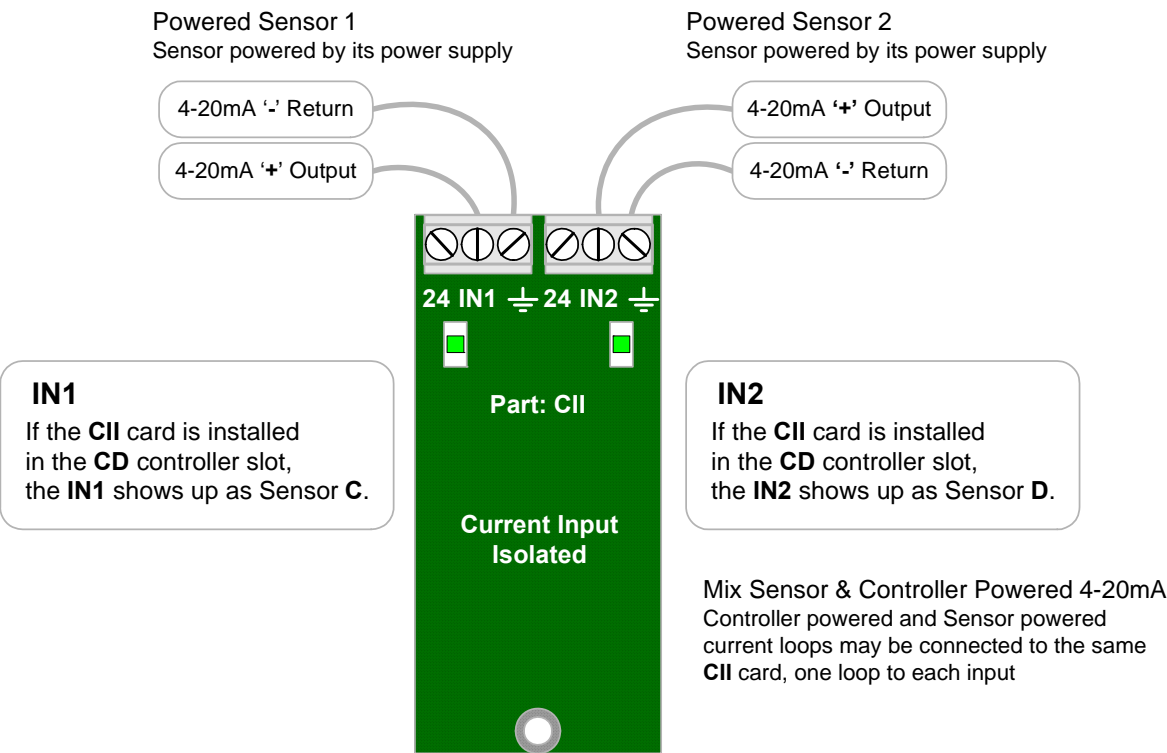 Powered Sensor 1
Sensor powered by its power supply
Powered Sensor 2
Sensor powered by its power supply
4-20mA ‘-’ Return
4-20mA ‘+’ Output
4-20mA ‘+’ Output
4-20mA ‘-’ Return
24 IN1 24 IN2
Part: CII
Current Input
Isolated
IN1
If the CII card is installed
in the CD controller slot,
the IN1 shows up as Sensor C.
IN2
If the CII card is installed
in the CD controller slot,
the IN2 shows up as Sensor D.
Mix Sensor & Controller Powered 4-20mA
Controller powered and Sensor powered
current loops may be connected to the same
CII card, one loop to each input